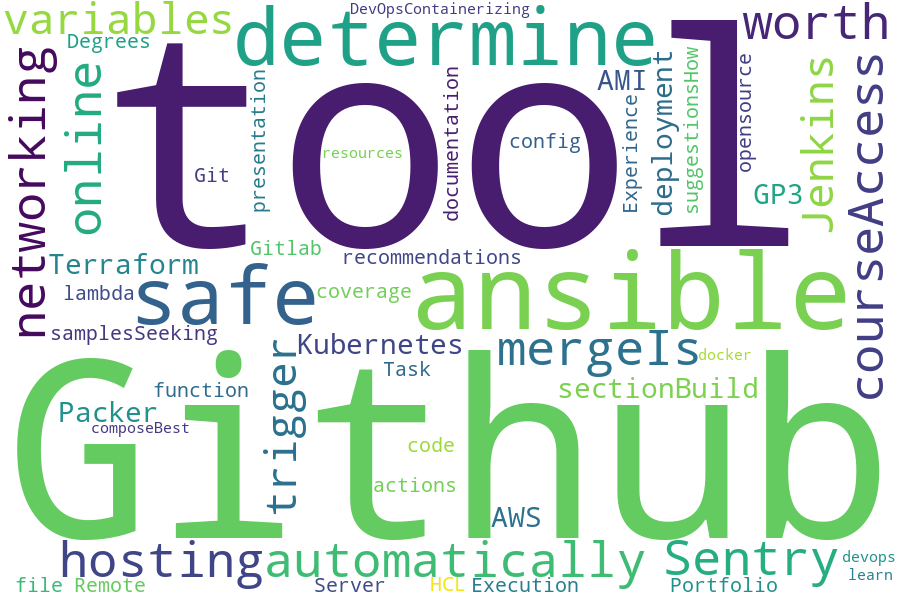 DevOpsContainerizing
variables
determine
worth
Degrees
tool
networking
online
presentation
documentation
AMI
Experience
deployment
suggestionsHow
opensource
Jenkins
courseAccess
config
resources
Git
GP3
Gitlab
recommendations
Terraform
safe
ansible
lambda
coverage
samplesSeeking
Kubernetes
mergeIs
docker
trigger
Task
function
sectionBuild
Github
Packer
composeBest
code
actions
AWS
hosting
automatically
Sentry
devops
learn
file
Remote
Server
HCL
Execution
Portfolio